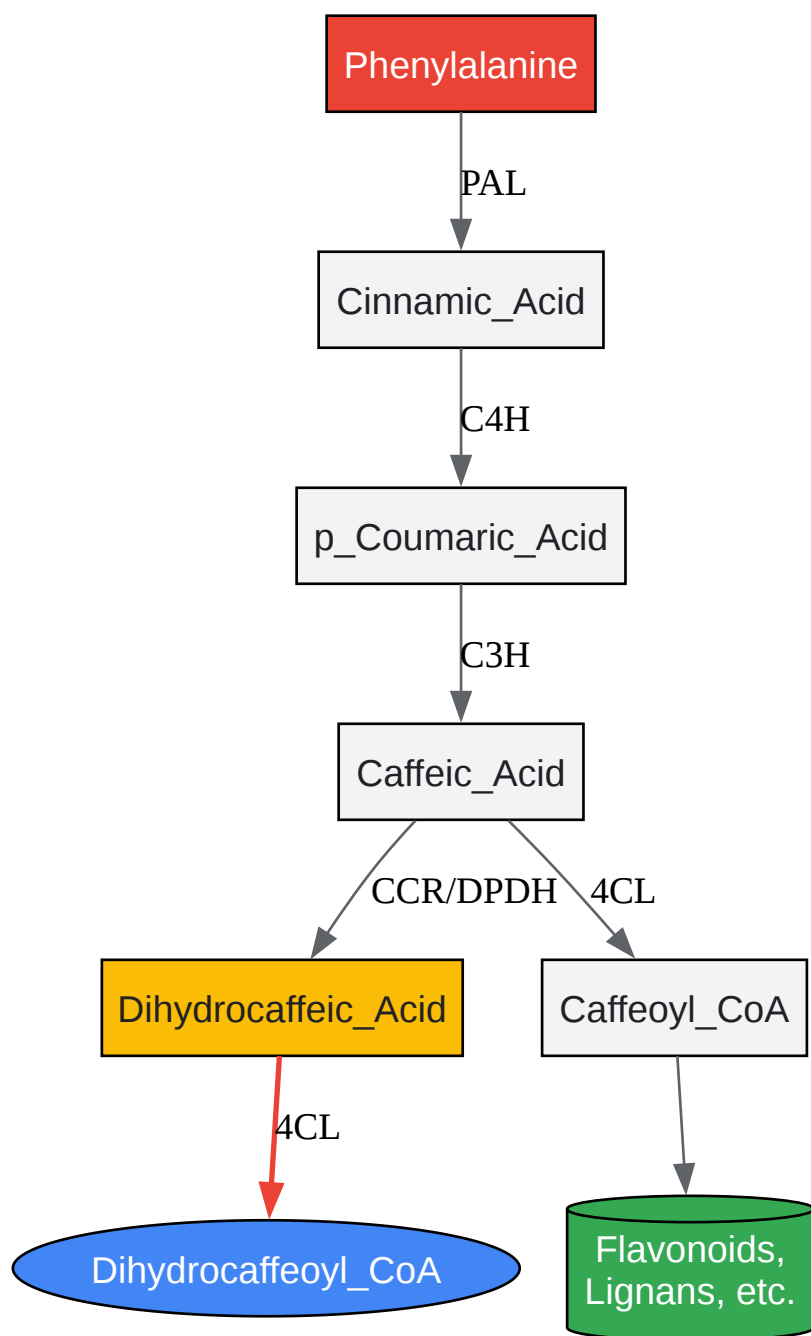 Phenylalanine
PAL
Cinnamic_Acid
C4H
p_Coumaric_Acid
C3H
Caffeic_Acid
CCR/DPDH
4CL
Dihydrocaffeic_Acid
Caffeoyl_CoA
4CL
Dihydrocaffeoyl_CoA
Flavonoids,
Lignans, etc.